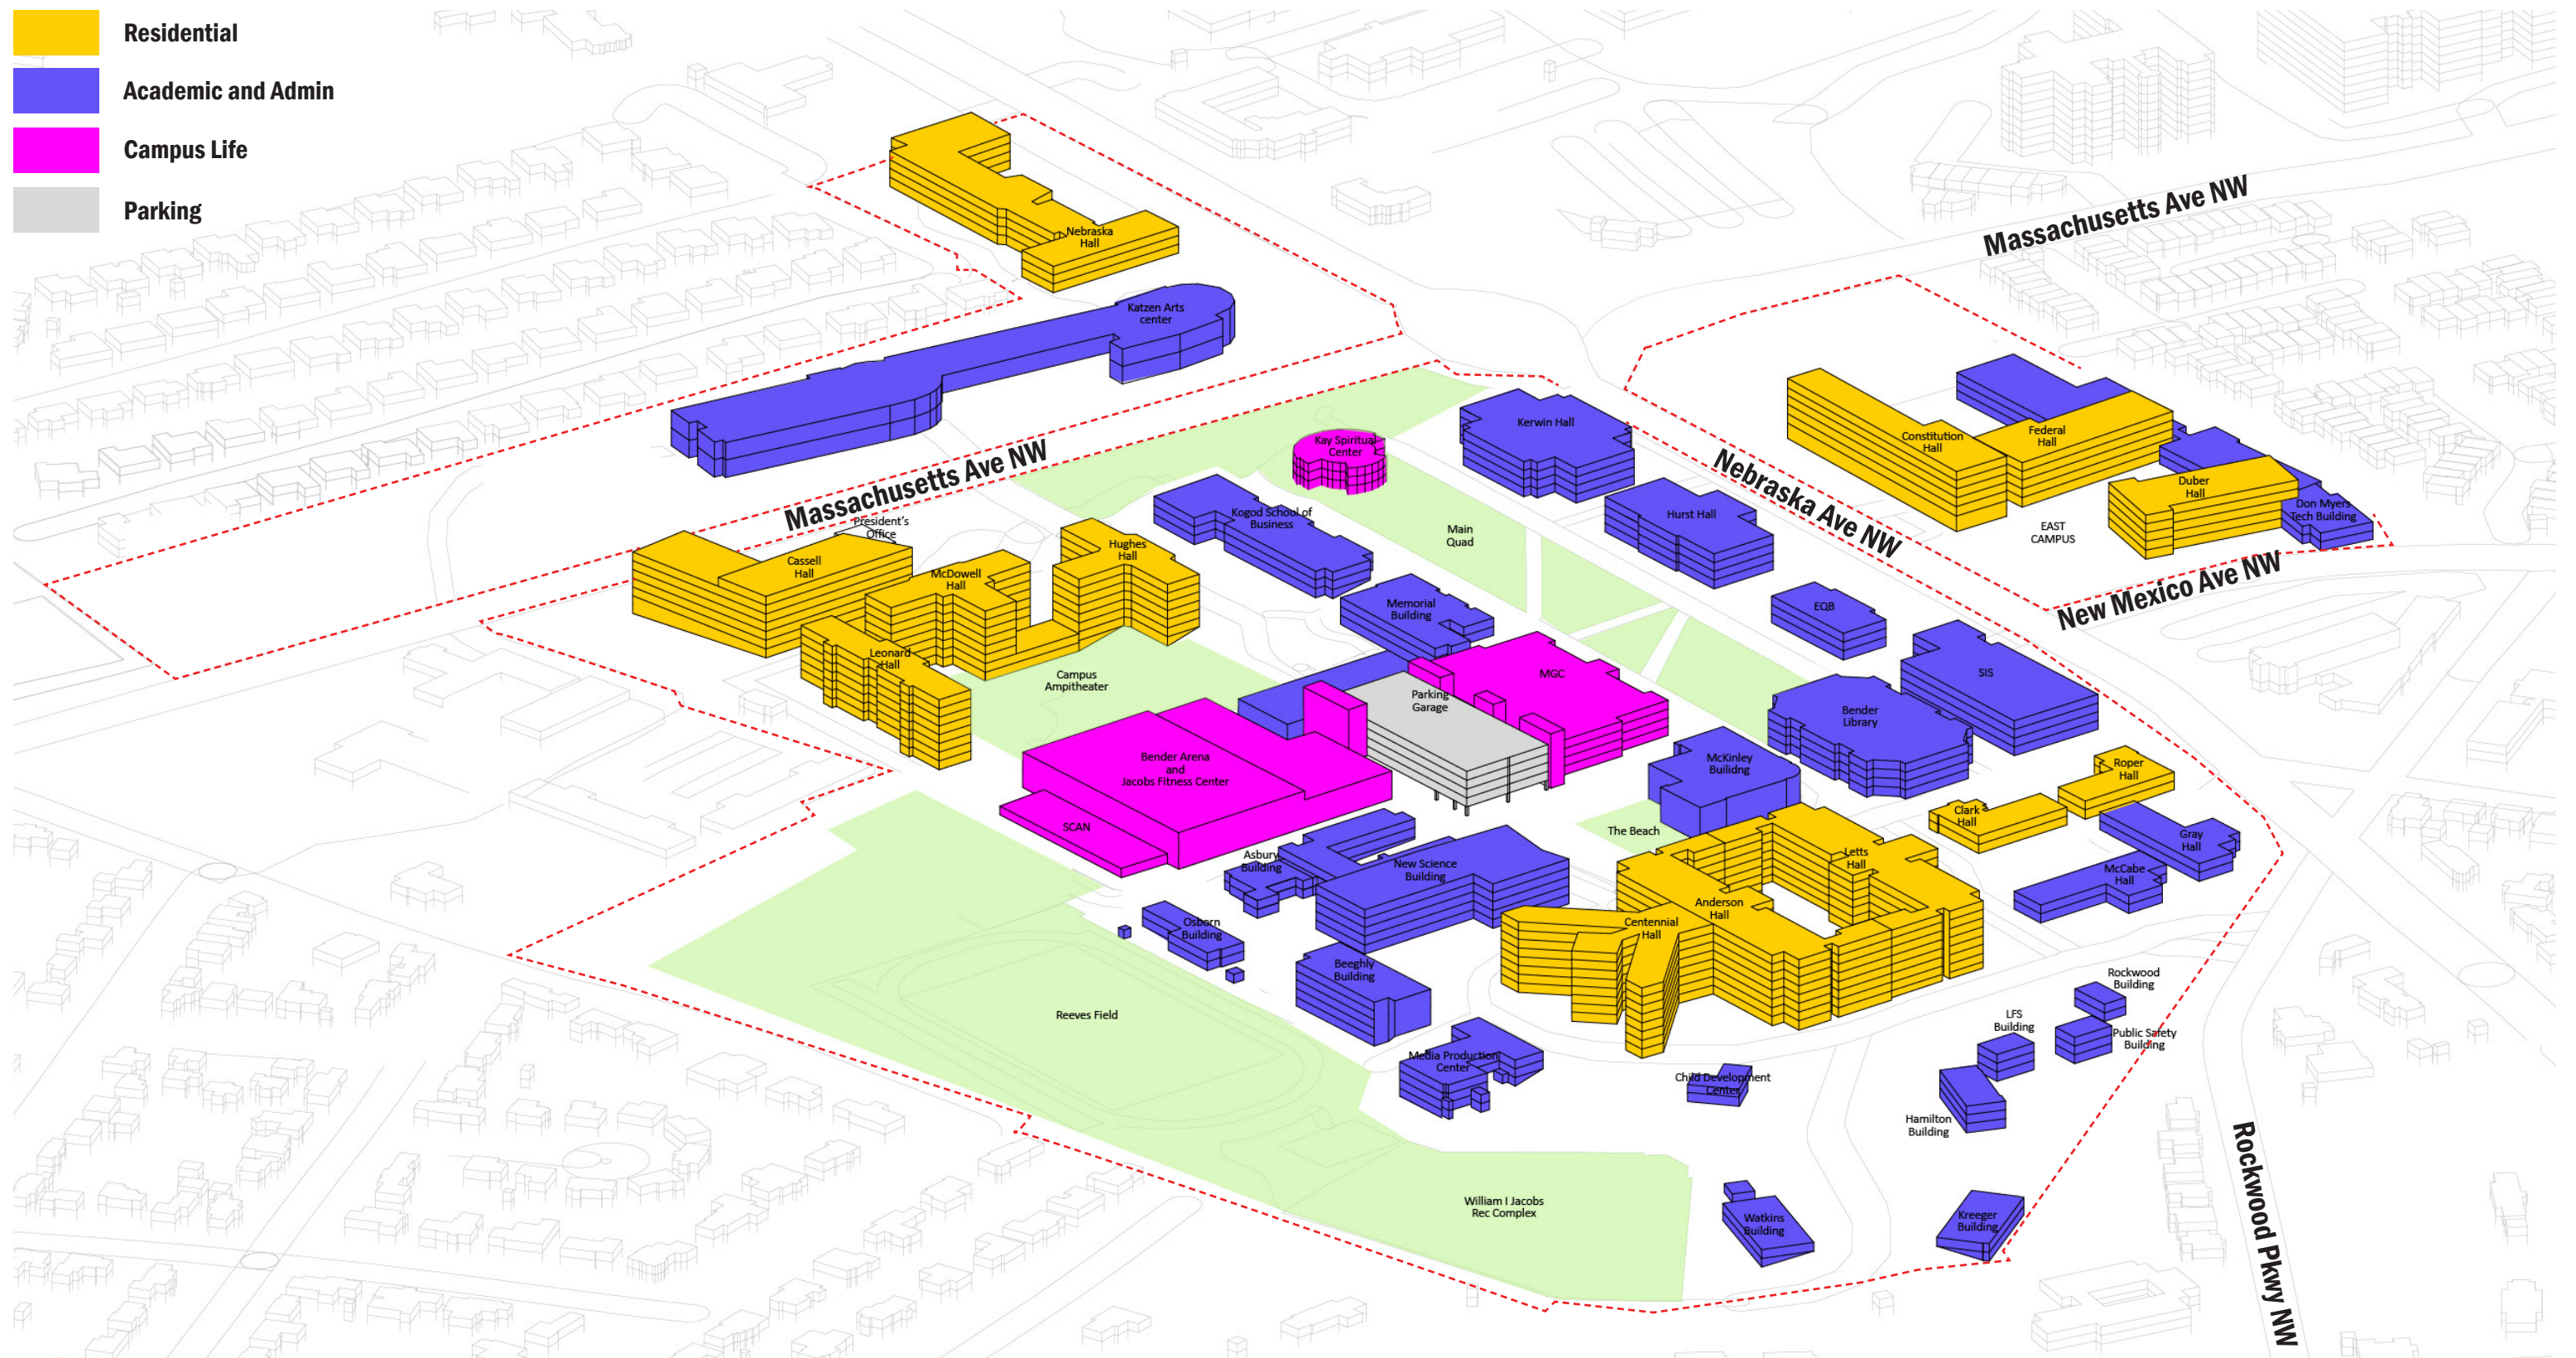 Residential
Academic and Admin
Campus Life
Parking
Massachusetts Ave NW
Nebraska
Hall
Katzen Arts
center
Massachusetts Ave NW
Kay Spiritual
Center
Kerwin Hall
Nebraska Ave NW
Constitution
Hall
Federal
Hall
Duber
Hall
Don Myers
Tech Building
EAST
CAMPUS
New Mexico Ave NW
President's
Office
Cassell
Hall
McDowell
Hall
Hughes
Hall
Kogod School of
Business
Main
Quad
Hurst Hall
Memorial
Building
EQB
Leonard
Hall
Campus
Ampitheater
Parking
Garage
MGC
SIS
Bender
Library
Bender Arena
and
Jacobs Fitness Center
McKinley
Builidng
Roper
Hall
SCAN
The Beach
Clark
Hall
Gray
Hall
Asbury
Building
New Science
Building
Letts
Hall
McCabe
Hall
Osborn
Building
Centennial
Hall
Anderson
Hall
Beeghly
Building
Rockwood
Building
Reeves Field
LFS
Building
Public Safety
Building
Media Production
Center
Child Development
Center
Hamilton
Building
William I Jacobs
Rec Complex
Watkins
Building
Kreeger
Building
Rockwood Pkwy NW